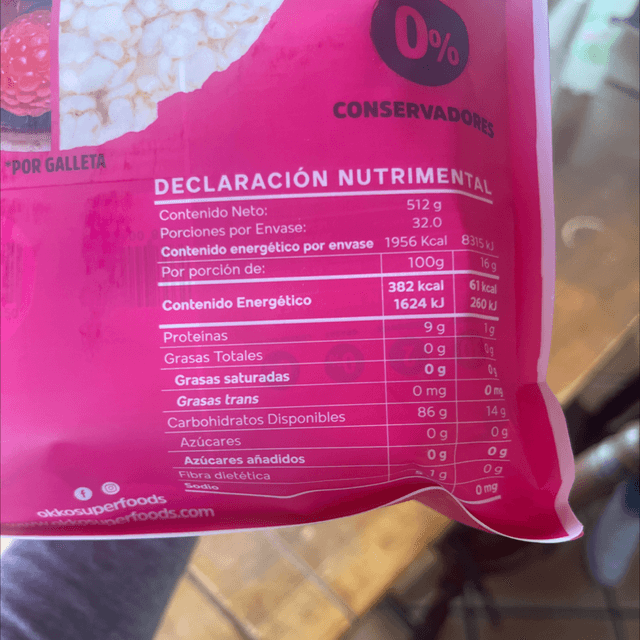 0%
CONSERVADORES
*POR GALLETA
DECLARACIÓN NUTRIMENTAL
Contenido Neto: 512 g
Porciones por Envase: 32.0
Contenido energético por envase 1956 Kcal 8315 kJ
Por porción de: 100g 16 g
Contenido Energético 382 kcal 61 kcal
1624 kJ 260 kJ
Proteinas 9 g 1 g
Grasas Totales 0 g 0 g
Grasas saturadas 0 g 0 g
Grasas trans 0 mg 0 mg
Carbohidratos Disponibles 86 g 14 g
Azúcares 0 g 0 g
Azúcares añadidos 0 g 0 g
Fibra dietética 1 g 0 g
Sodio 0 mg
okkosuperfoods
okkosuperfoods.com